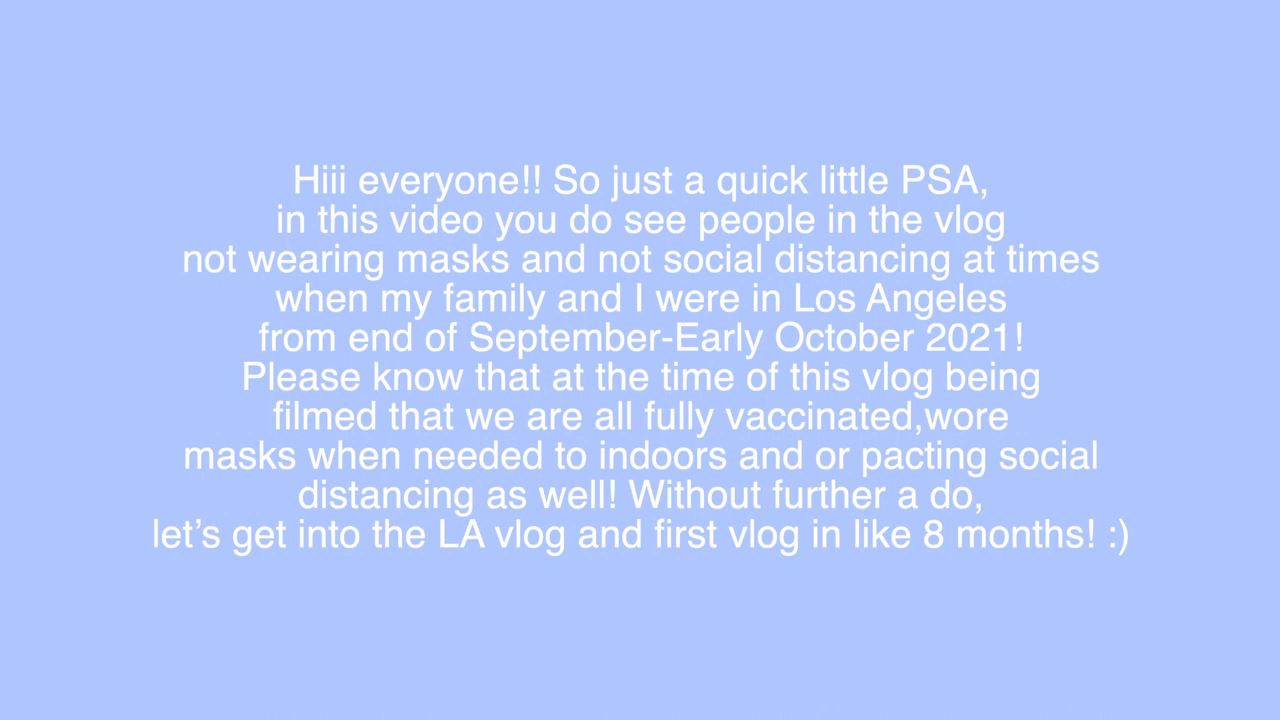 Hiii everyone!! So just a quick little PSA,
in this video you do see people in the vlog
not wearing masks and not social distancing at times
when my family and I were in Los Angeles
from end of September-Early October 2021!
Please know that at the time of this vlog being
filmed that we are all fully vaccinated,wore
masks when needed to indoors and or pacting social
distancing as well! Without further a do,
let’s get into the LA vlog and first vlog in like 8 months! :)